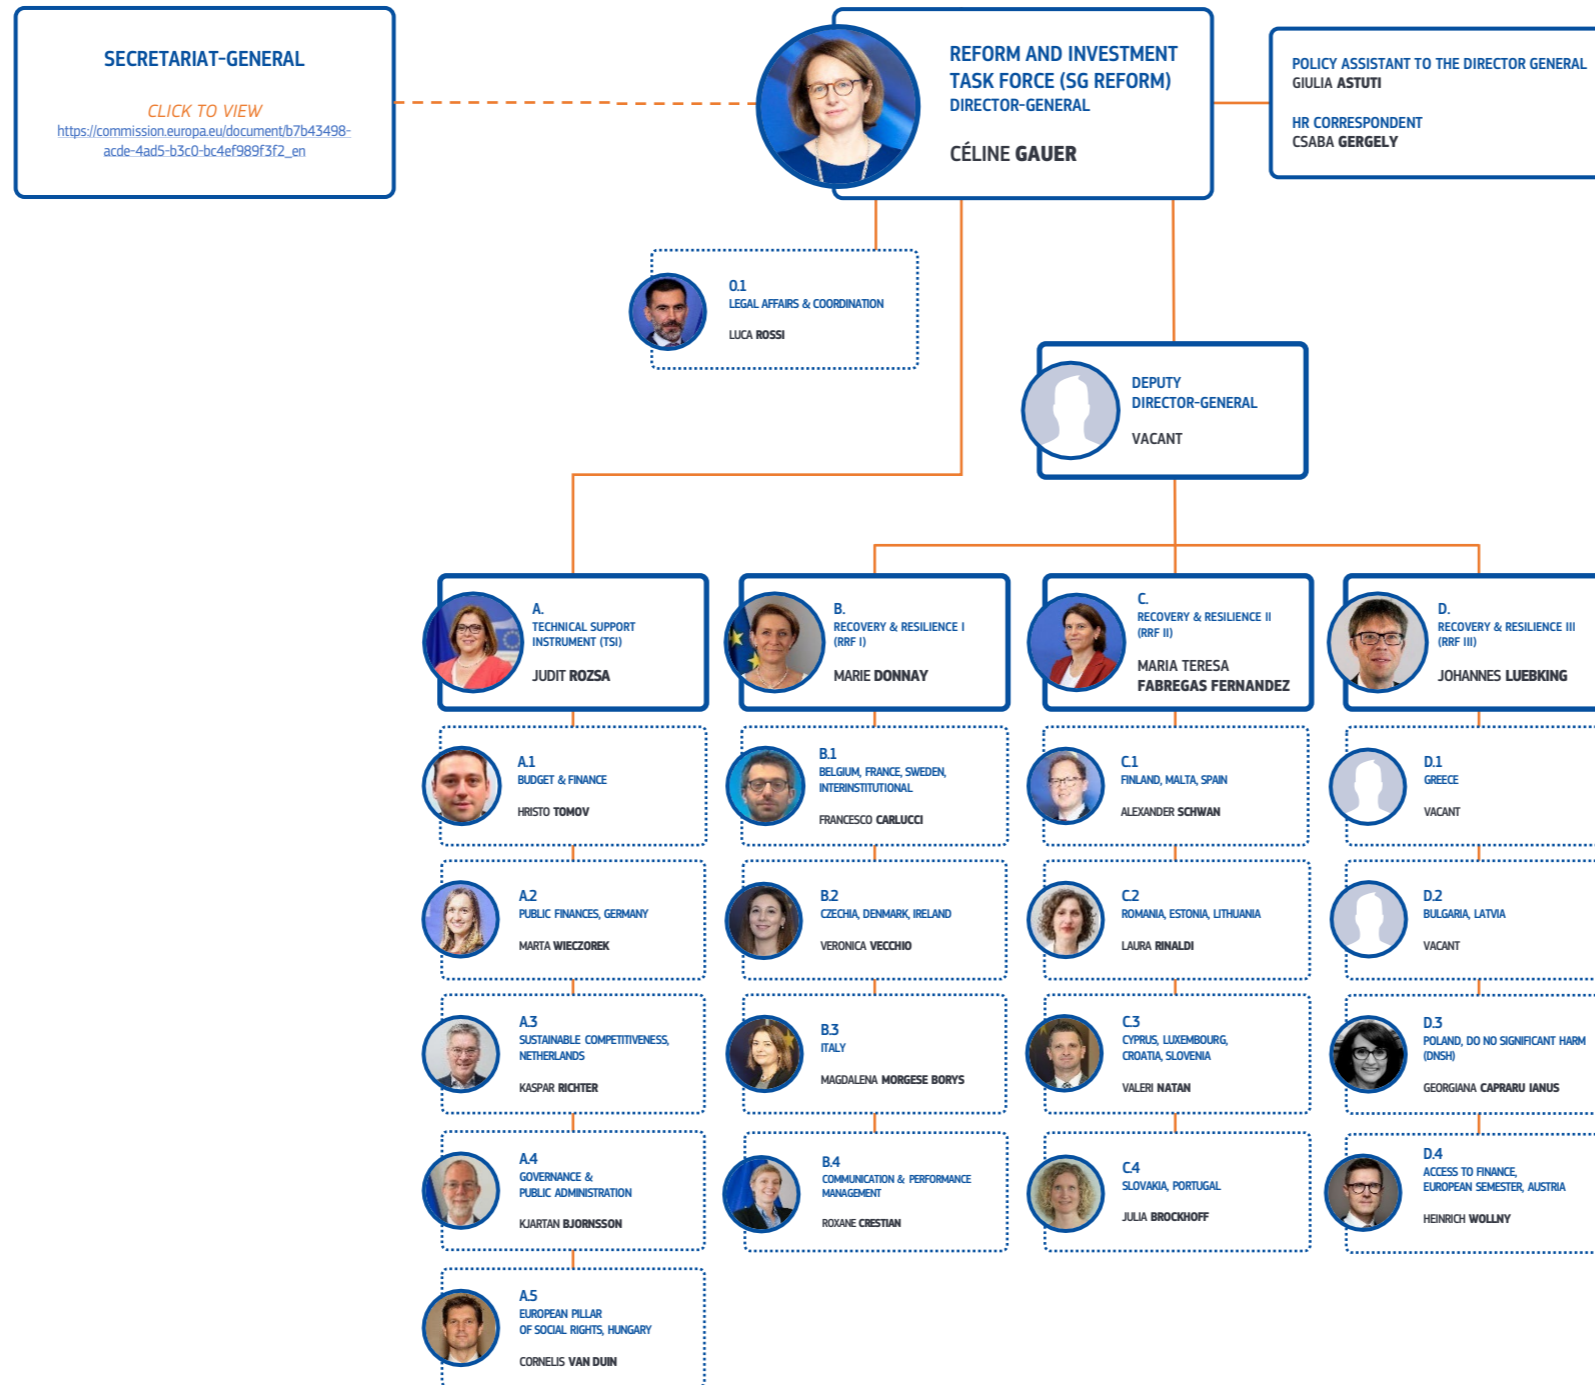 SECRETARIAT-GENERAL
CLICK TO VIEW
https://commission.europa.eu/document/b7b43498-
acde-4ad5-b3c0-bc4ef989f3f2_en
REFORM AND INVESTMENT
TASK FORCE (SG REFORM)
DIRECTOR-GENERAL
CÉLINE GAUER
POLICY ASSISTANT TO THE DIRECTOR GENERAL
GIULIA ASTUTI
HR CORRESPONDENT
CSABA GERGELY
0.1
LEGAL AFFAIRS & COORDINATION
LUCA ROSSI
DEPUTY
DIRECTOR-GENERAL
VACANT
A.
TECHNICAL SUPPORT
INSTRUMENT (TSI)
JUDIT ROZSA
A.1
BUDGET & FINANCE
HRISTO TOMOV
A.2
PUBLIC FINANCES, GERMANY
MARTA WIECZOREK
A.3
SUSTAINABLE COMPETITIVENESS,
NETHERLANDS
KASPAR RICHTER
A.4
GOVERNANCE &
PUBLIC ADMINISTRATION
KJARTAN BJORNSSON
A.5
EUROPEAN PILLAR
OF SOCIAL RIGHTS, HUNGARY
CORNELIS VAN DUIN
B.
RECOVERY & RESILIENCE I
(RRF I)
MARIE DONNAY
B.1
BELGIUM, FRANCE, SWEDEN,
INTERINSTITUTIONAL
FRANCESCO CARLUCCI
B.2
CZECHIA, DENMARK, IRELAND
VERONICA VECCHIO
B.3
ITALY
MAGDALENA MORGESE BORYS
B.4
COMMUNICATION & PERFORMANCE
MANAGEMENT
ROXANE CRESTIAN
C.
RECOVERY & RESILIENCE II
(RRF II)
MARIA TERESA
FABREGAS FERNANDEZ
C.1
FINLAND, MALTA, SPAIN
ALEXANDER SCHWAN
C.2
ROMANIA, ESTONIA, LITHUANIA
LAURA RINALDI
C.3
CYPRUS, LUXEMBOURG,
CROATIA, SLOVENIA
VALERI NATAN
C.4
SLOVAKIA, PORTUGAL
JULIA BROCKHOFF
D.
RECOVERY & RESILIENCE III
(RRF III)
JOHANNES LUEBKING
D.1
GREECE
VACANT
D.2
BULGARIA, LATVIA
VACANT
D.3
POLAND, DO NO SIGNIFICANT HARM
(DNSH)
GEORGIANA CAPRARU IANUS
D.4
ACCESS TO FINANCE,
EUROPEAN SEMESTER, AUSTRIA
HEINRICH WOLLNY